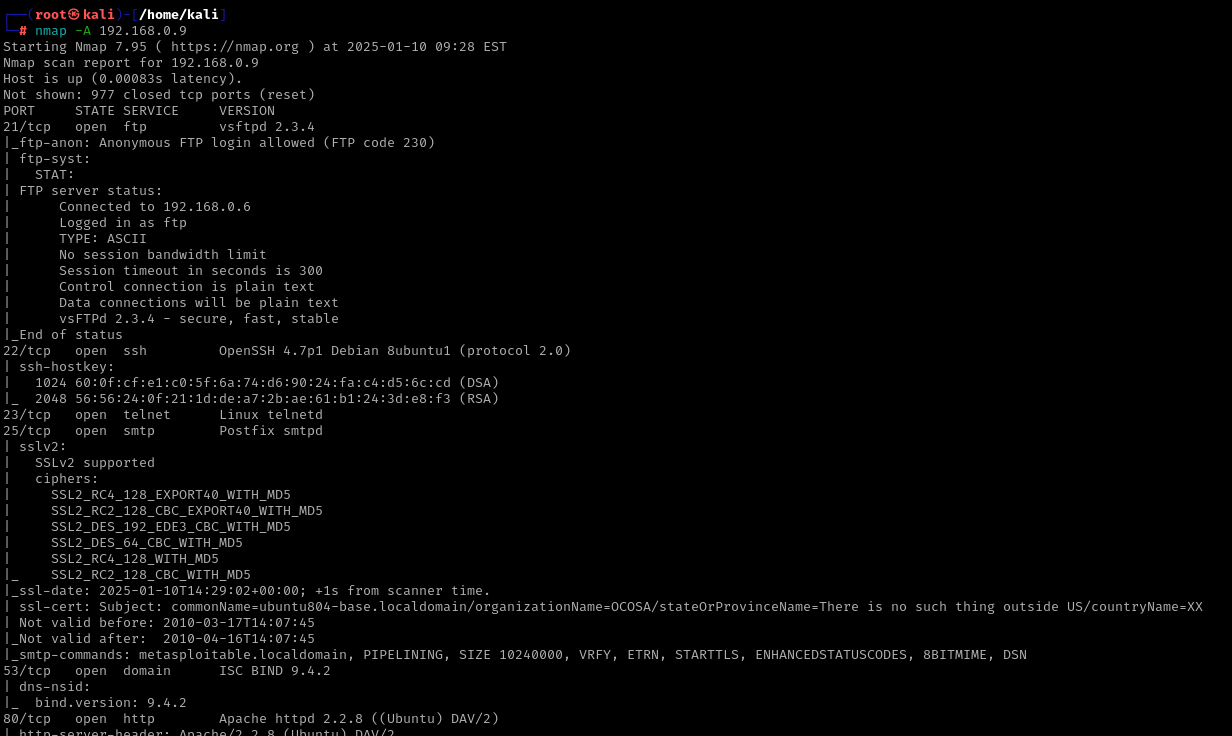 ┌──(root㉿kali)-[/home/kali]
└─# nmap -A 192.168.0.9
Starting Nmap 7.95 ( https://nmap.org ) at 2025-01-10 09:28 EST
Nmap scan report for 192.168.0.9
Host is up (0.00083s latency).
Not shown: 977 closed tcp ports (reset)
PORT     STATE SERVICE     VERSION
21/tcp   open  ftp         vsftpd 2.3.4
|_ftp-anon: Anonymous FTP login allowed (FTP code 230)
| ftp-syst:
|   STAT:
| FTP server status:
|      Connected to 192.168.0.6
|      Logged in as ftp
|      TYPE: ASCII
|      No session bandwidth limit
|      Session timeout in seconds is 300
|      Control connection is plain text
|      Data connections will be plain text
|      vsFTPd 2.3.4 - secure, fast, stable
|_End of status
22/tcp   open  ssh         OpenSSH 4.7p1 Debian 8ubuntu1 (protocol 2.0)
| ssh-hostkey:
|   1024 60:0f:cf:e1:c0:5f:6a:74:d6:90:24:fa:c4:d5:6c:cd (DSA)
|_  2048 56:56:24:0f:21:1d:de:a7:2b:ae:61:b1:24:3d:e8:f3 (RSA)
23/tcp   open  telnet      Linux telnetd
25/tcp   open  smtp        Postfix smtpd
| sslv2:
|   SSLv2 supported
|   ciphers:
|     SSL2_RC4_128_EXPORT40_WITH_MD5
|     SSL2_RC2_128_CBC_EXPORT40_WITH_MD5
|     SSL2_DES_192_EDE3_CBC_WITH_MD5
|     SSL2_DES_64_CBC_WITH_MD5
|     SSL2_RC4_128_WITH_MD5
|_    SSL2_RC2_128_CBC_WITH_MD5
|_ssl-date: 2025-01-10T14:29:02+00:00; +1s from scanner time.
| ssl-cert: Subject: commonName=ubuntu804-base.localdomain/organizationName=OCOSA/stateOrProvinceName=There is no such thing outside US/countryName=XX
| Not valid before: 2010-03-17T14:07:45
|_Not valid after:  2010-04-16T14:07:45
|_smtp-commands: metasploitable.localdomain, PIPELINING, SIZE 10240000, VRFY, ETRN, STARTTLS, ENHANCEDSTATUSCODES, 8BITMIME, DSN
53/tcp   open  domain      ISC BIND 9.4.2
| dns-nsid:
|_  bind.version: 9.4.2
80/tcp   open  http        Apache httpd 2.2.8 ((Ubuntu) DAV/2)
|_http-server-header: Apache/2.2.8 (Ubuntu) DAV/2